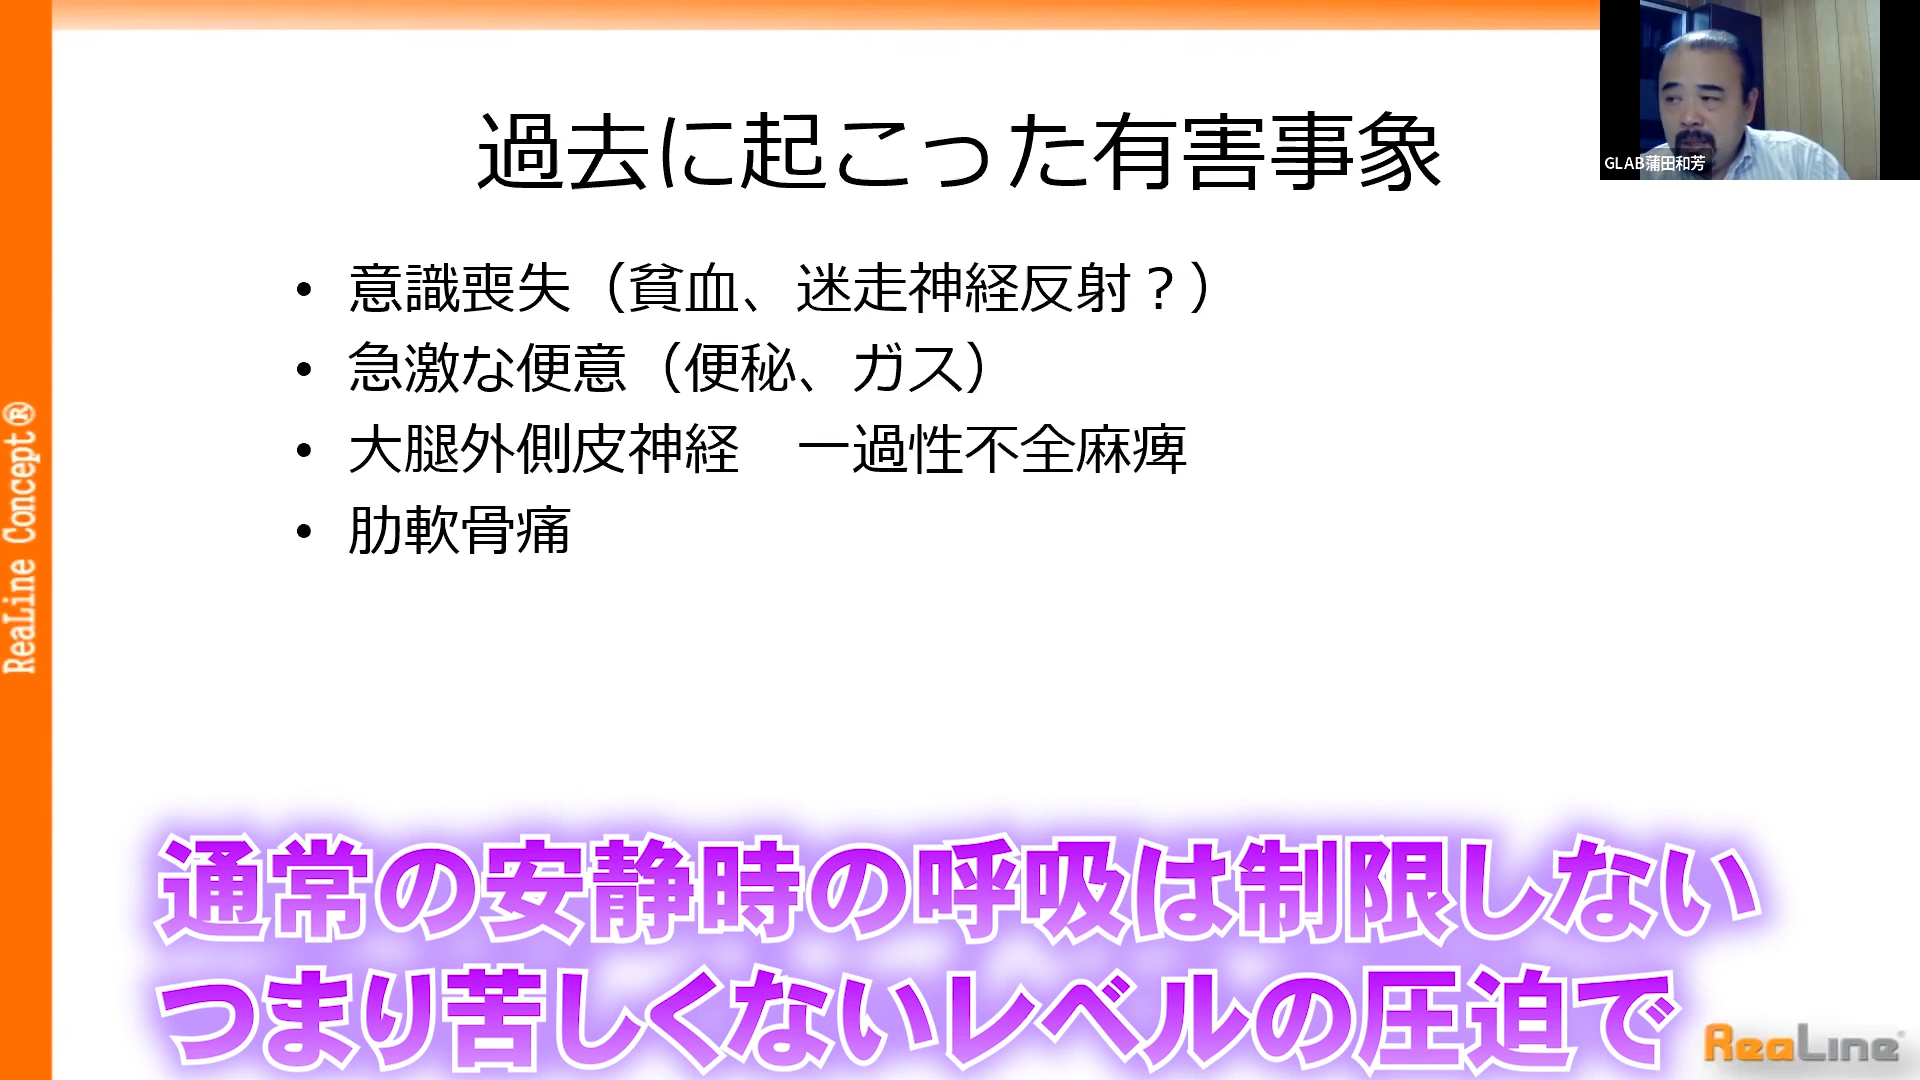 過去に起こった有害事象
GLAB蒲田和芳
• 意識喪失（貧血、迷走神経反射？）
• 急激な便意（便秘、ガス）
• 大腿外側皮神経　一過性不全麻痺
• 肋軟骨痛
ReaLine Concept®
通常の安静時の呼吸は制限しない
つまり苦しくないレベルの圧迫で
ReaLine